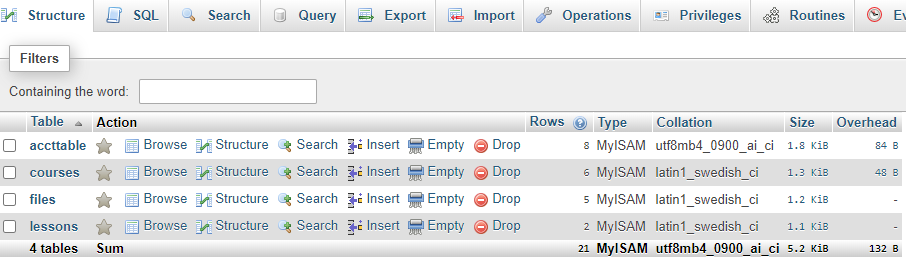 Structure SQL Search Query Export Import Operations Privileges Routines Ev
Filters
Containing the word:
Table Action Rows Type Collation Size Overhead
accttable Browse Structure Search Insert Empty Drop 8 MyISAM utf8mb4_0900_ai_ci 1.8 KiB 84 B
courses Browse Structure Search Insert Empty Drop 6 MyISAM latin1_swedish_ci 1.3 KiB 48 B
files Browse Structure Search Insert Empty Drop 5 MyISAM latin1_swedish_ci 1.2 KiB -
lessons Browse Structure Search Insert Empty Drop 2 MyISAM latin1_swedish_ci 1.1 KiB -
4 tables Sum 21 MyISAM utf8mb4_0900_ai_ci 5.2 KiB 132 B